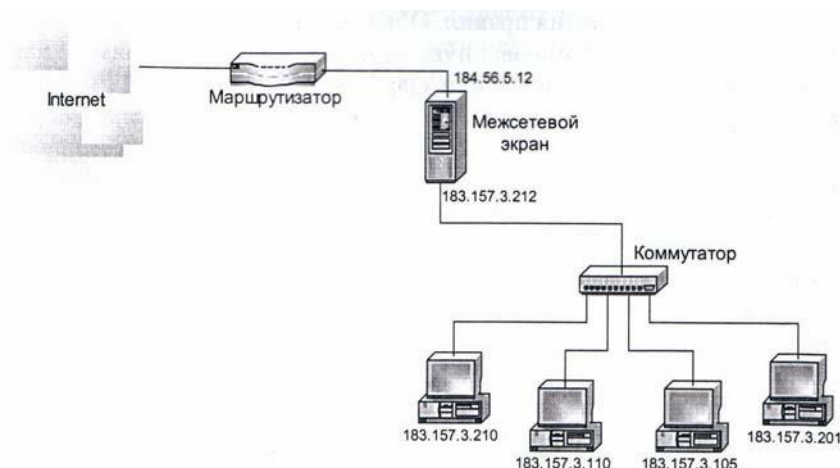 184.56.5.12
Internet
Маршрутизатор
Межсетевой
экран
183.157.3.212
Коммутатор
183.157.3.210
183.157.3.110
183.157.3.105
183.157.3.201